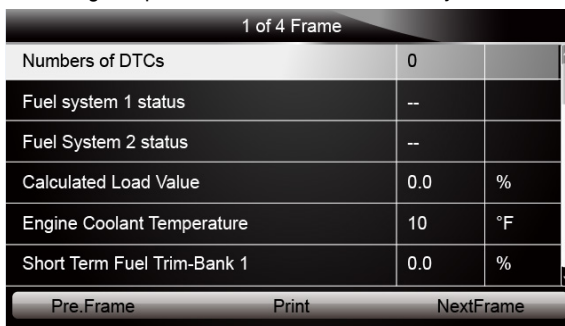 1 of 4 Frame
Numbers of DTCs 0
Fuel system 1 status --
Fuel System 2 status --
Calculated Load Value 0.0 %
Engine Coolant Temperature 10 °F
Short Term Fuel Trim-Bank 1 0.0 %
Pre.Frame Print NextFrame